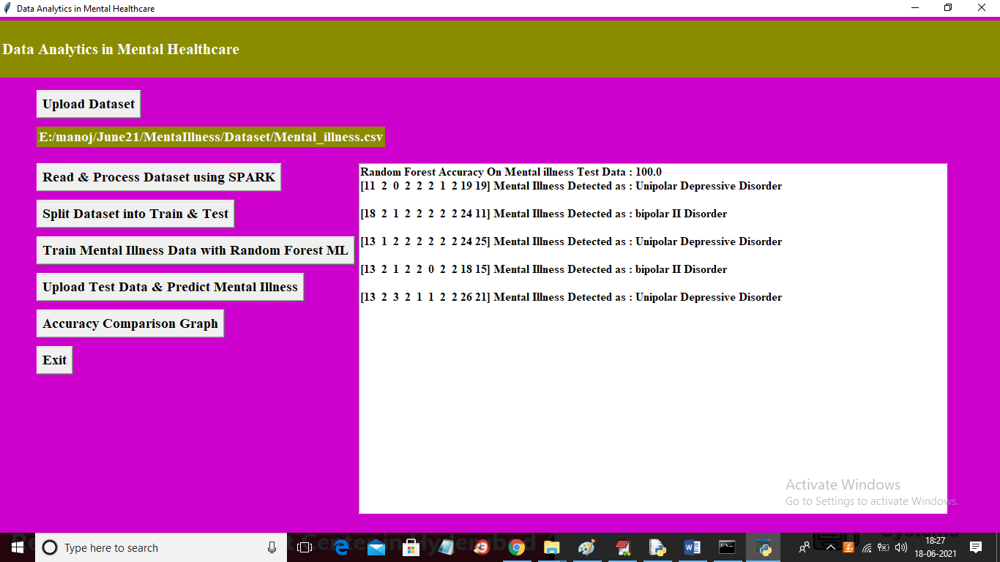 Data Analytics in Mental Healthcare
Data Analytics in Mental Healthcare
Upload Dataset
E:/manoj/June21/MentaIllness/Dataset/Mental_illness.csv
Read & Process Dataset using SPARK
Split Dataset into Train & Test
Train Mental Illness Data with Random Forest ML
Upload Test Data & Predict Mental Illness
Accuracy Comparison Graph
Exit
Random Forest Accuracy On Mental illness Test Data : 100.0
[11 2 0 2 2 2 1 2 19 19] Mental Illness Detected as : Unipolar Depressive Disorder
[18 2 1 2 2 2 2 2 24 11] Mental Illness Detected as : bipolar II Disorder
[13 1 2 2 2 2 2 2 24 25] Mental Illness Detected as : Unipolar Depressive Disorder
[13 2 1 2 2 0 2 2 18 15] Mental Illness Detected as : bipolar II Disorder
[13 2 3 2 1 1 2 2 26 21] Mental Illness Detected as : Unipolar Depressive Disorder
Activate Windows
Go to Settings to activate Windows.
Type here to search
18:27
18-06-2021